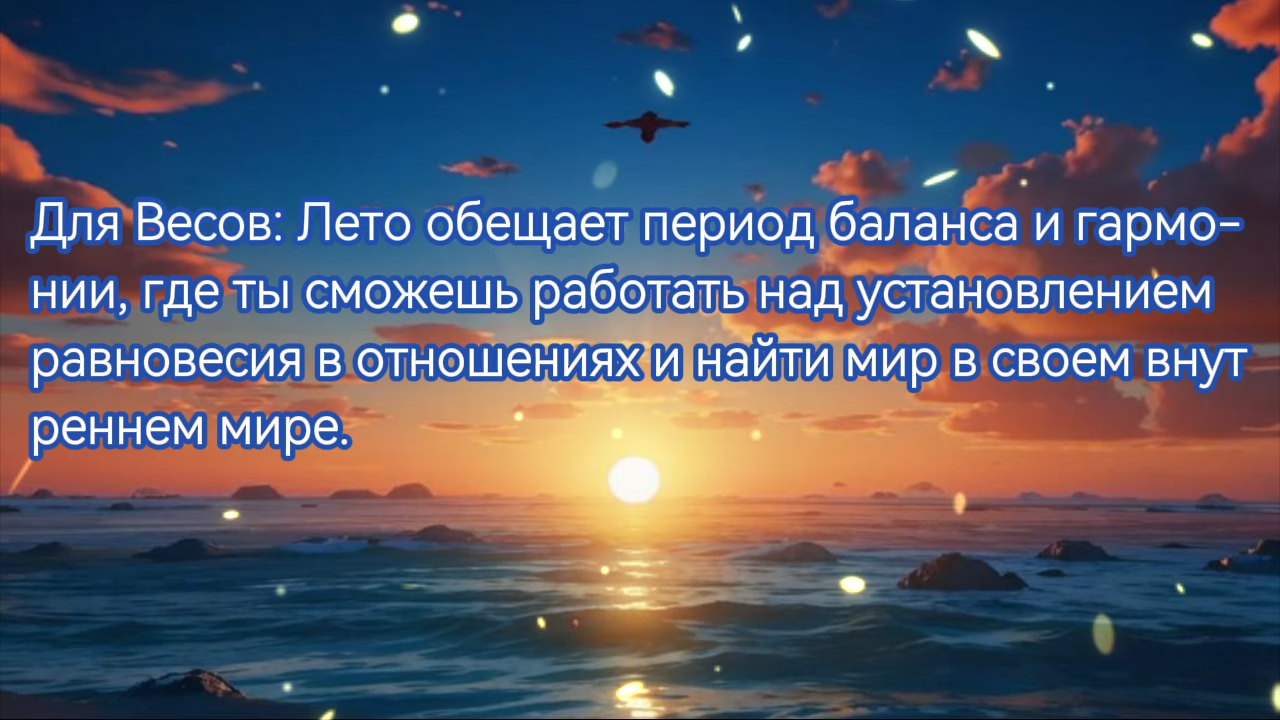 Для Весов: Лето обещает период баланса и гармо-
нии, где ты сможешь работать над установлением
равновесия в отношениях и найти мир в своем внут
реннем мире.